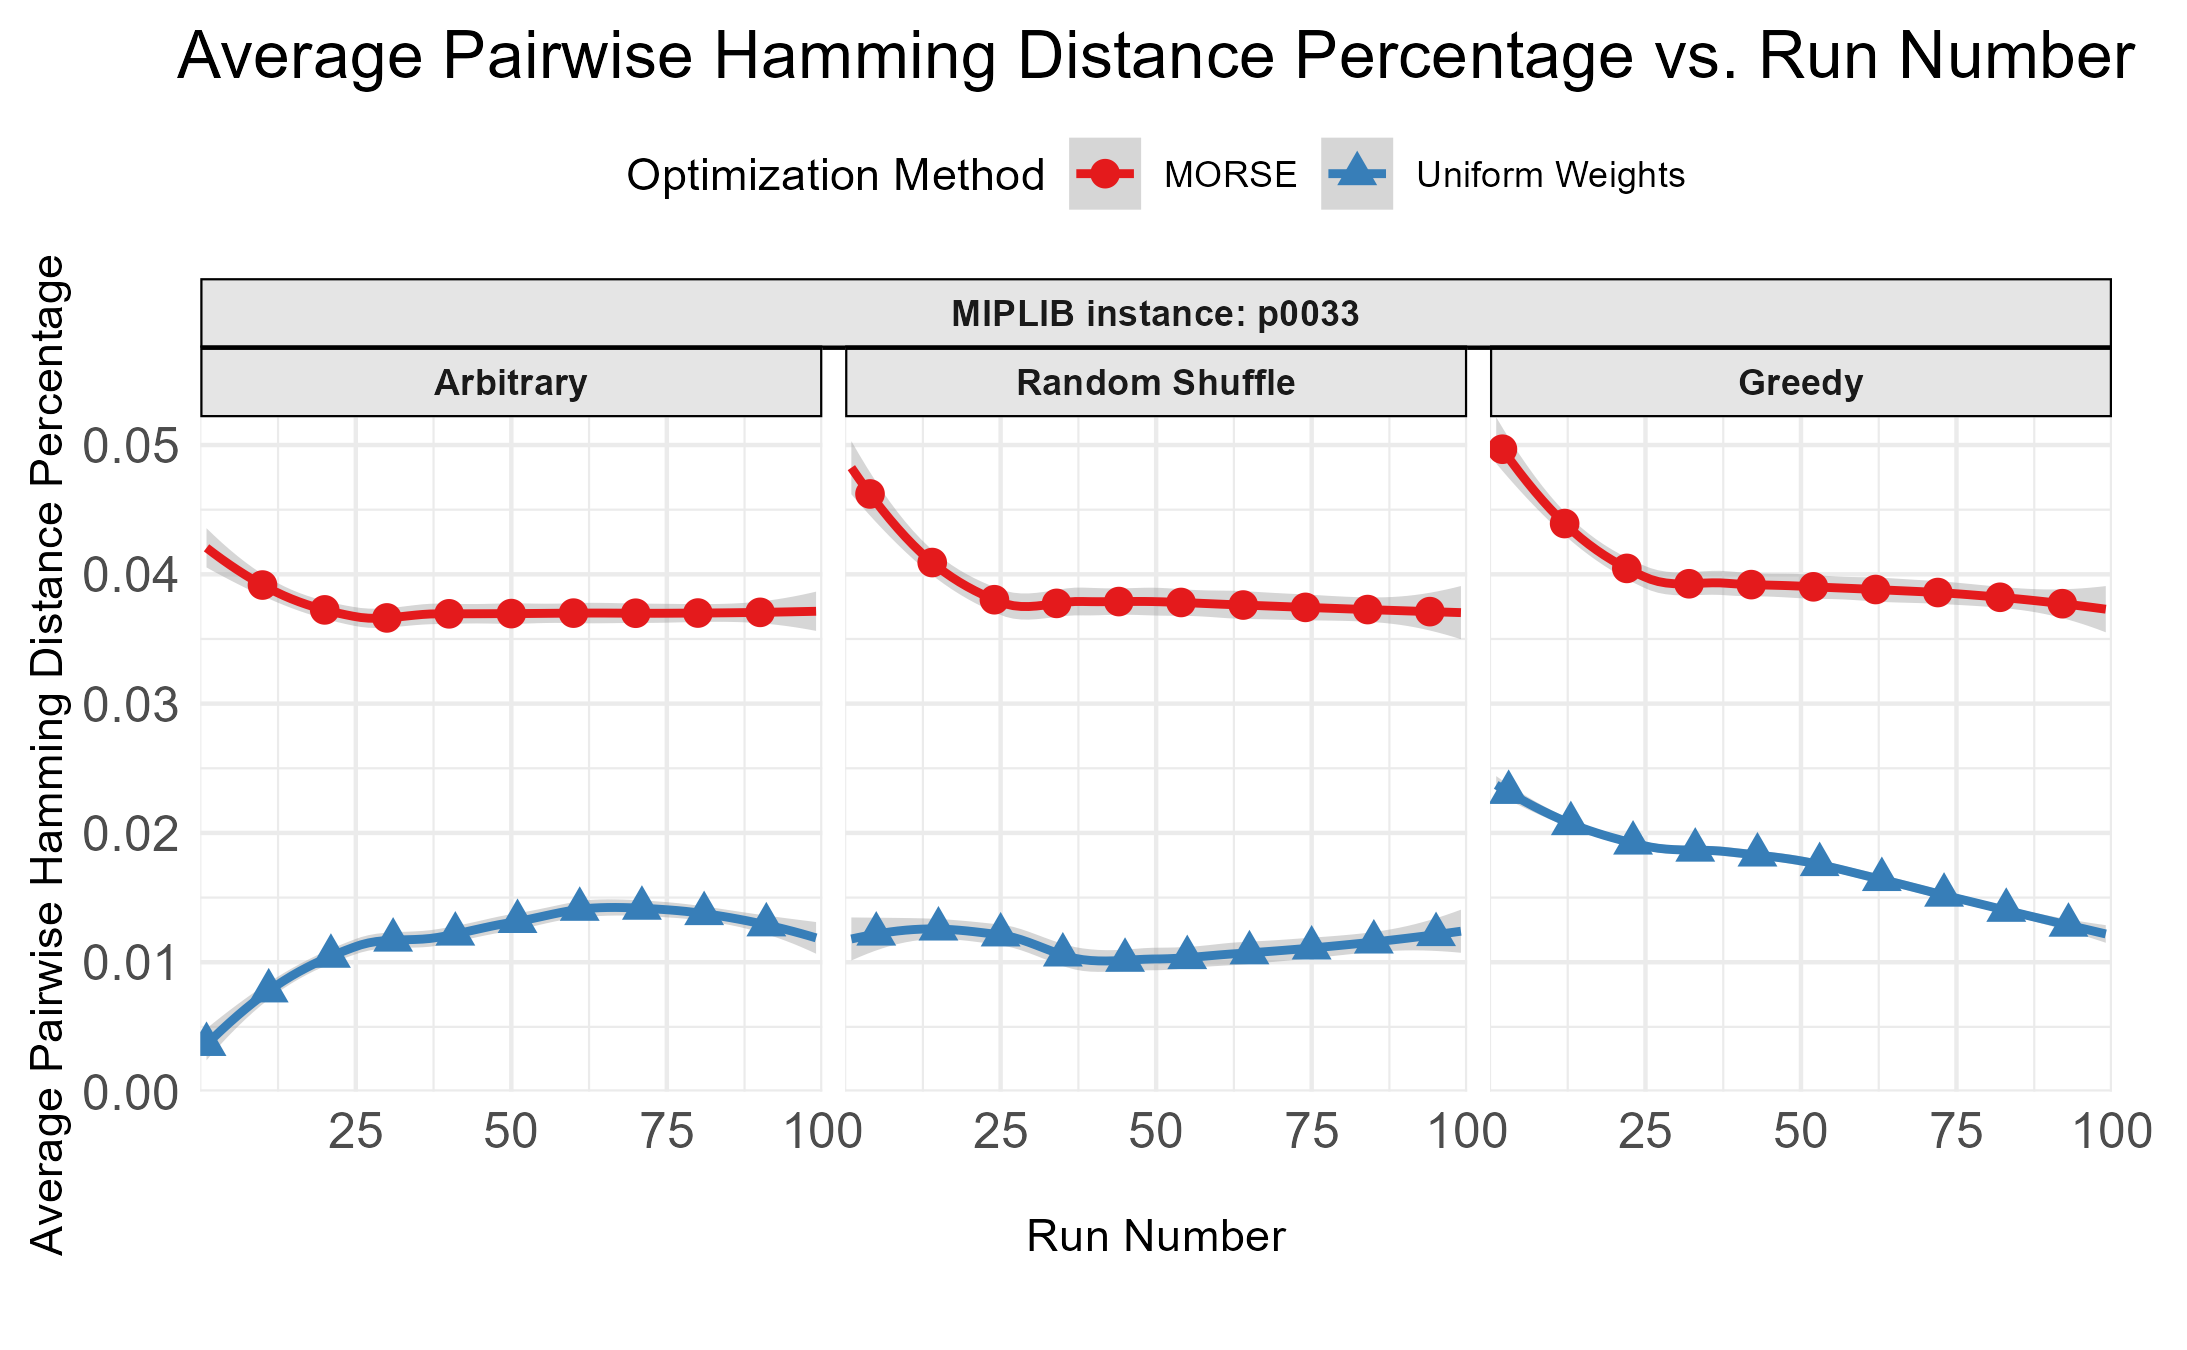 Average Pairwise Hamming Distance Percentage vs. Run Number
Optimization Method MORSE Uniform Weights
MIPLIB instance: p0033
Arbitrary Random Shuffle Greedy
Average Pairwise Hamming Distance Percentage
0.05
0.04
0.03
0.02
0.01
0.00
25 50 75 100 25 50 75 100 25 50 75 100
Run Number